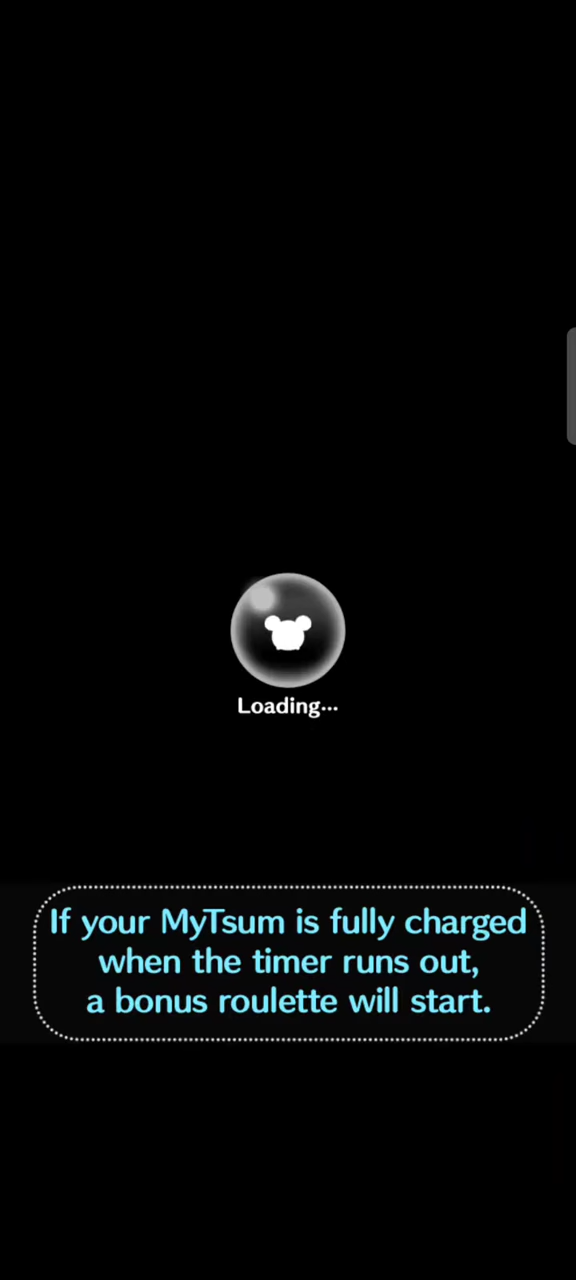 Loading···
If your MyTsum is fully charged
when the timer runs out,
a bonus roulette will start.